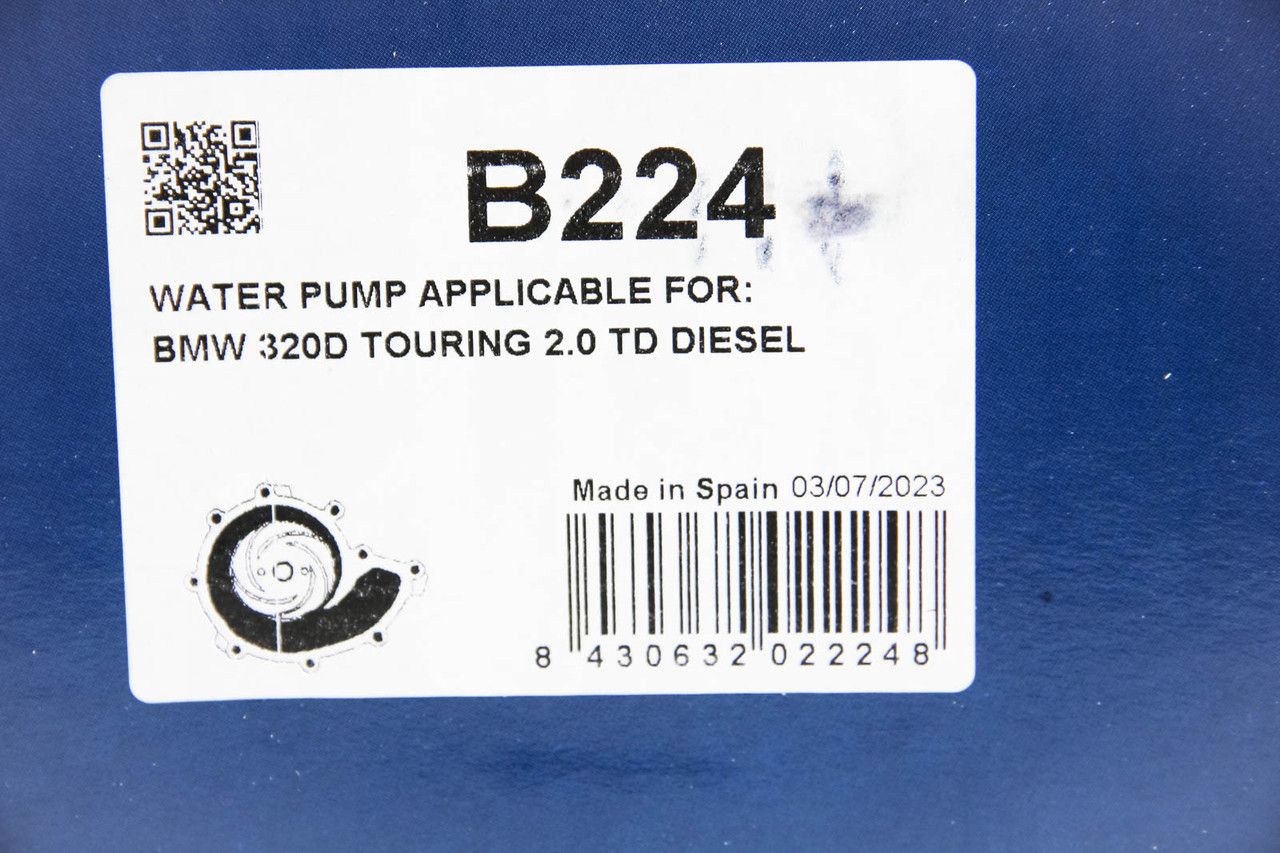 B224
WATER PUMP APPLICABLE FOR:
BMW 320D TOURING 2.0 TD DIESEL
Made in Spain 03/07/2023
8 430632 022248